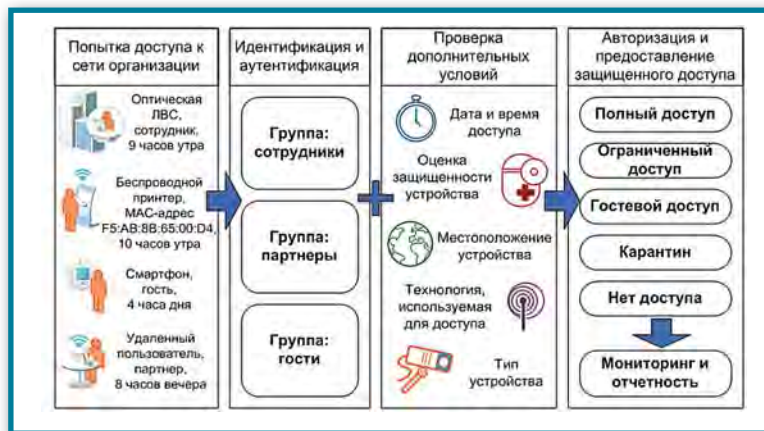 Попытка доступа к
сети организации
Оптическая
ЛВС,
сотрудник,
9 часов утра
Беспроводной
принтер,
MAC-адрес
F5:AB:8B:65:00:D4,
10 часов утра
Смартфон,
гость,
4 часа дня
Удаленный
пользователь,
партнер,
8 часов вечера
Идентификация и
аутентификация
Группа:
сотрудники
Группа:
партнеры
Группа:
гости
Проверка
дополнительных
условий
Дата и время
доступа
Оценка
защищенности
устройства
Местоположение
устройства
Технология,
используемая
для доступа
Тип
устройства
Авторизация и
предоставление
защищенного доступа
Полный доступ
Ограниченный
доступ
Гостевой доступ
Карантин
Нет доступа
Мониторинг и
отчетность